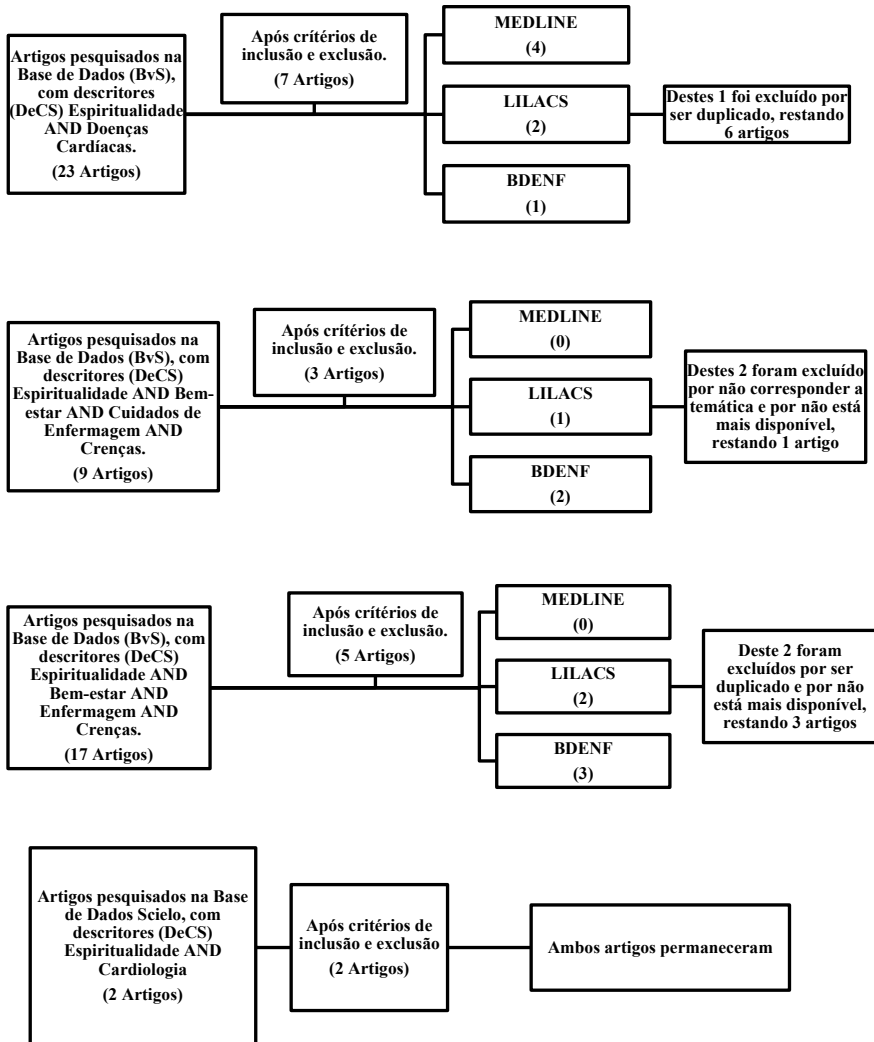 Artigos pesquisados na
Base de Dados (BvS),
com descritores
(DeCS) Espiritualidade
AND Doenças
Cardíacas.
(23 Artigos)
Após critérios de
inclusão e exclusão.
(7 Artigos)
MEDLINE
(4)
LILACS
(2)
BDENF
(1)
Destes 1 foi excluído por
ser duplicado, restando
6 artigos
Artigos pesquisados na
Base de Dados (BvS), com
descritores (DeCS)
Espiritualidade AND Bem-
estar AND Cuidados de
Enfermagem AND
Crenças.
(9 Artigos)
Após crítérios de
inclusão e exclusão.
(3 Artigos)
MEDLINE
(0)
LILACS
(1)
BDENF
(2)
Destes 2 foram excluído
por não corresponder a
temática e por não está
mais disponível,
restando 1 artigo
Artigos pesquisados na
Base de Dados (BvS), com
descritores (DeCS)
Espiritualidade AND
Bem-estar AND
Enfermagem AND
Crenças.
(17 Artigos)
Após crítérios de
inclusão e exclusão.
(5 Artigos)
MEDLINE
(0)
LILACS
(2)
BDENF
(3)
Deste 2 foram
excluídos por ser
duplicado e por não
está mais disponível,
restando 3 artigos
Artigos pesquisados na Base
de Dados Scielo, com
descritores (DeCS)
Espiritualidade AND
Cardiologia
(2 Artigos)
Após critérios de
inclusão e exclusão
(2 Artigos)
Ambos artigos permaneceram